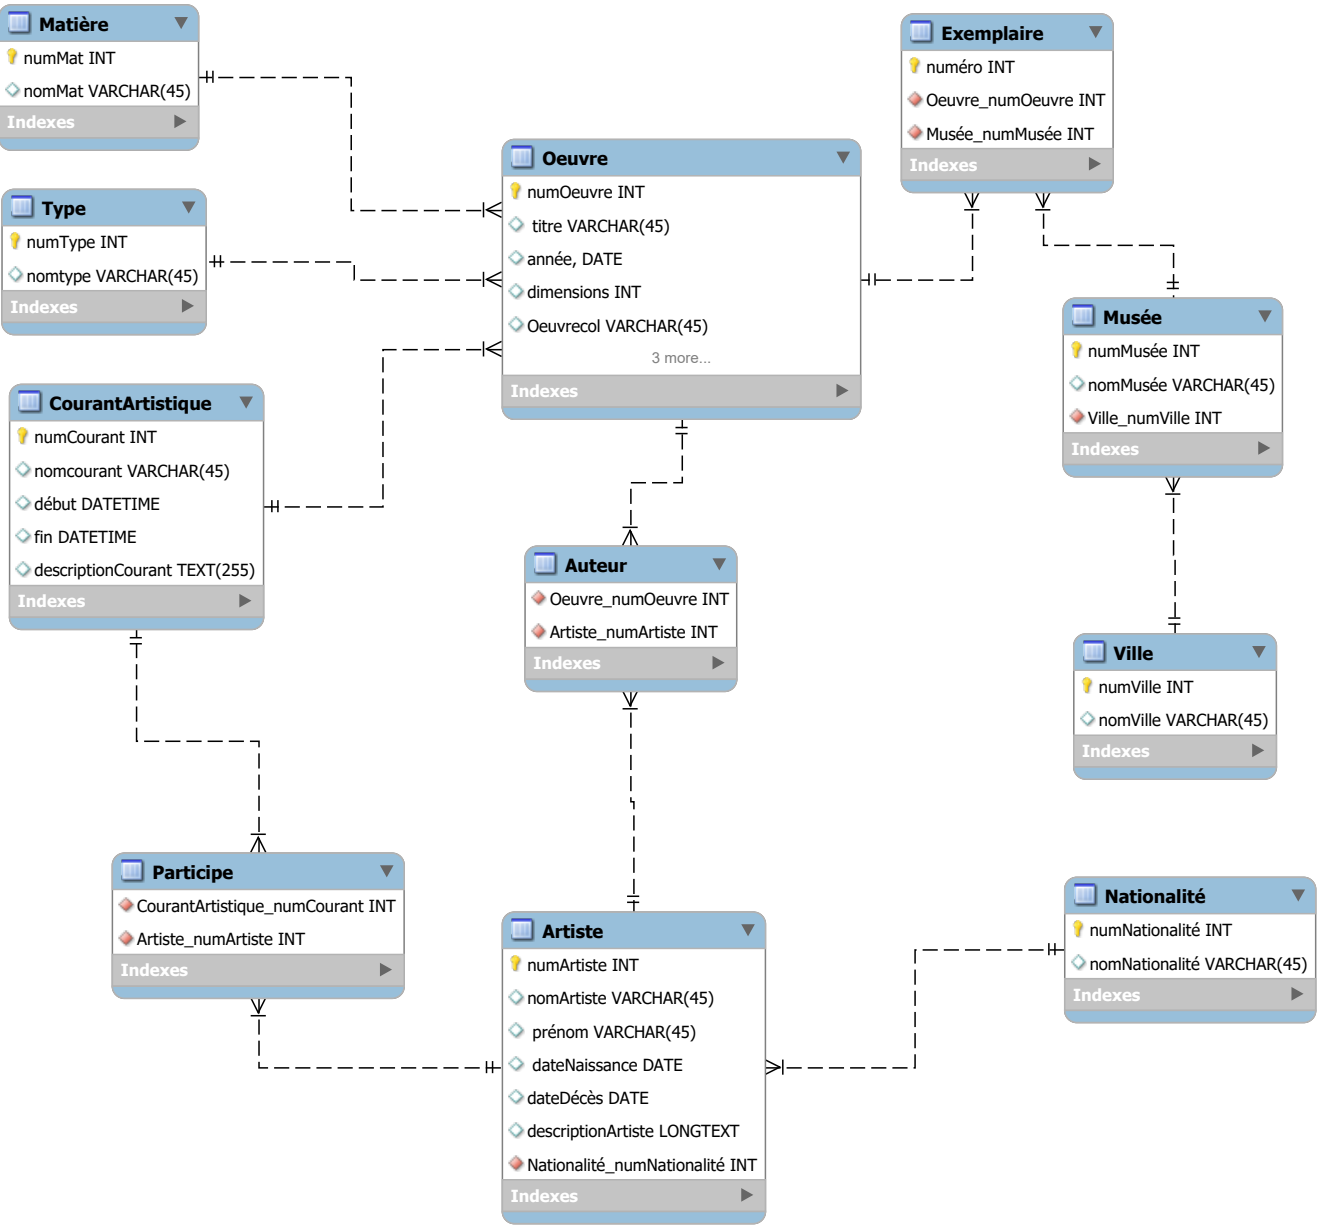 Matière
numMat INT
nomMat VARCHAR(45)
Indexes
Type
numType INT
nomtype VARCHAR(45)
Indexes
CourantArtistique
numCourant INT
nomcourant VARCHAR(45)
début DATETIME
fin DATETIME
descriptionCourant TEXT(255)
Indexes
Oeuvre
numOeuvre INT
titre VARCHAR(45)
année, DATE
dimensions INT
Oeuvrecol VARCHAR(45)
3 more...
Indexes
Exemplaire
numéro INT
Oeuvre_numOeuvre INT
Musée_numMusée INT
Indexes
Musée
numMusée INT
nomMusée VARCHAR(45)
Ville_numVille INT
Indexes
Auteur
Oeuvre_numOeuvre INT
Artiste_numArtiste INT
Indexes
Ville
numVille INT
nomVille VARCHAR(45)
Indexes
Participe
CourantArtistique_numCourant INT
Artiste_numArtiste INT
Indexes
Artiste
numArtiste INT
nomArtiste VARCHAR(45)
prénom VARCHAR(45)
dateNaissance DATE
dateDécès DATE
descriptionArtiste LONGTEXT
Nationalité_numNationalité INT
Indexes
Nationalité
numNationalité INT
nomNationalité VARCHAR(45)
Indexes